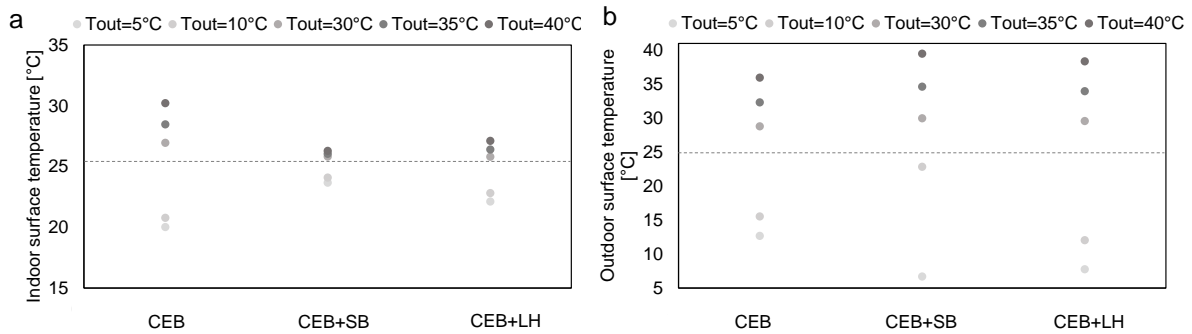 a
Tout=5°C Tout=10°C Tout=30°C Tout=35°C Tout=40°C
Indoor surface temperature [°C]
35
30
25
20
15
CEB CEB+SB CEB+LH
b
Tout=5°C Tout=10°C Tout=30°C Tout=35°C Tout=40°C
Outdoor surface temperature
[°C]
40
35
30
25
20
15
10
5
CEB CEB+SB CEB+LH